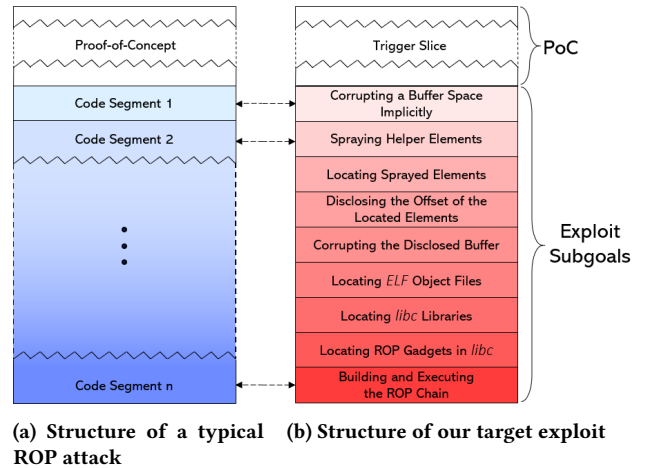 Proof-of-Concept
Code Segment 1
Code Segment 2
Code Segment n
Trigger Slice
Corrupting a Buffer Space
Implicitly
Spraying Helper Elements
Locating Sprayed Elements
Disclosing the Offset of the
Located Elements
Corrupting the Disclosed Buffer
Locating ELF Object Files
Locating libc Libraries
Locating ROP Gadgets in libc
Building and Executing
the ROP Chain
PoC
Exploit
Subgoals
(a) Structure of a typical
ROP attack
(b) Structure of our target exploit